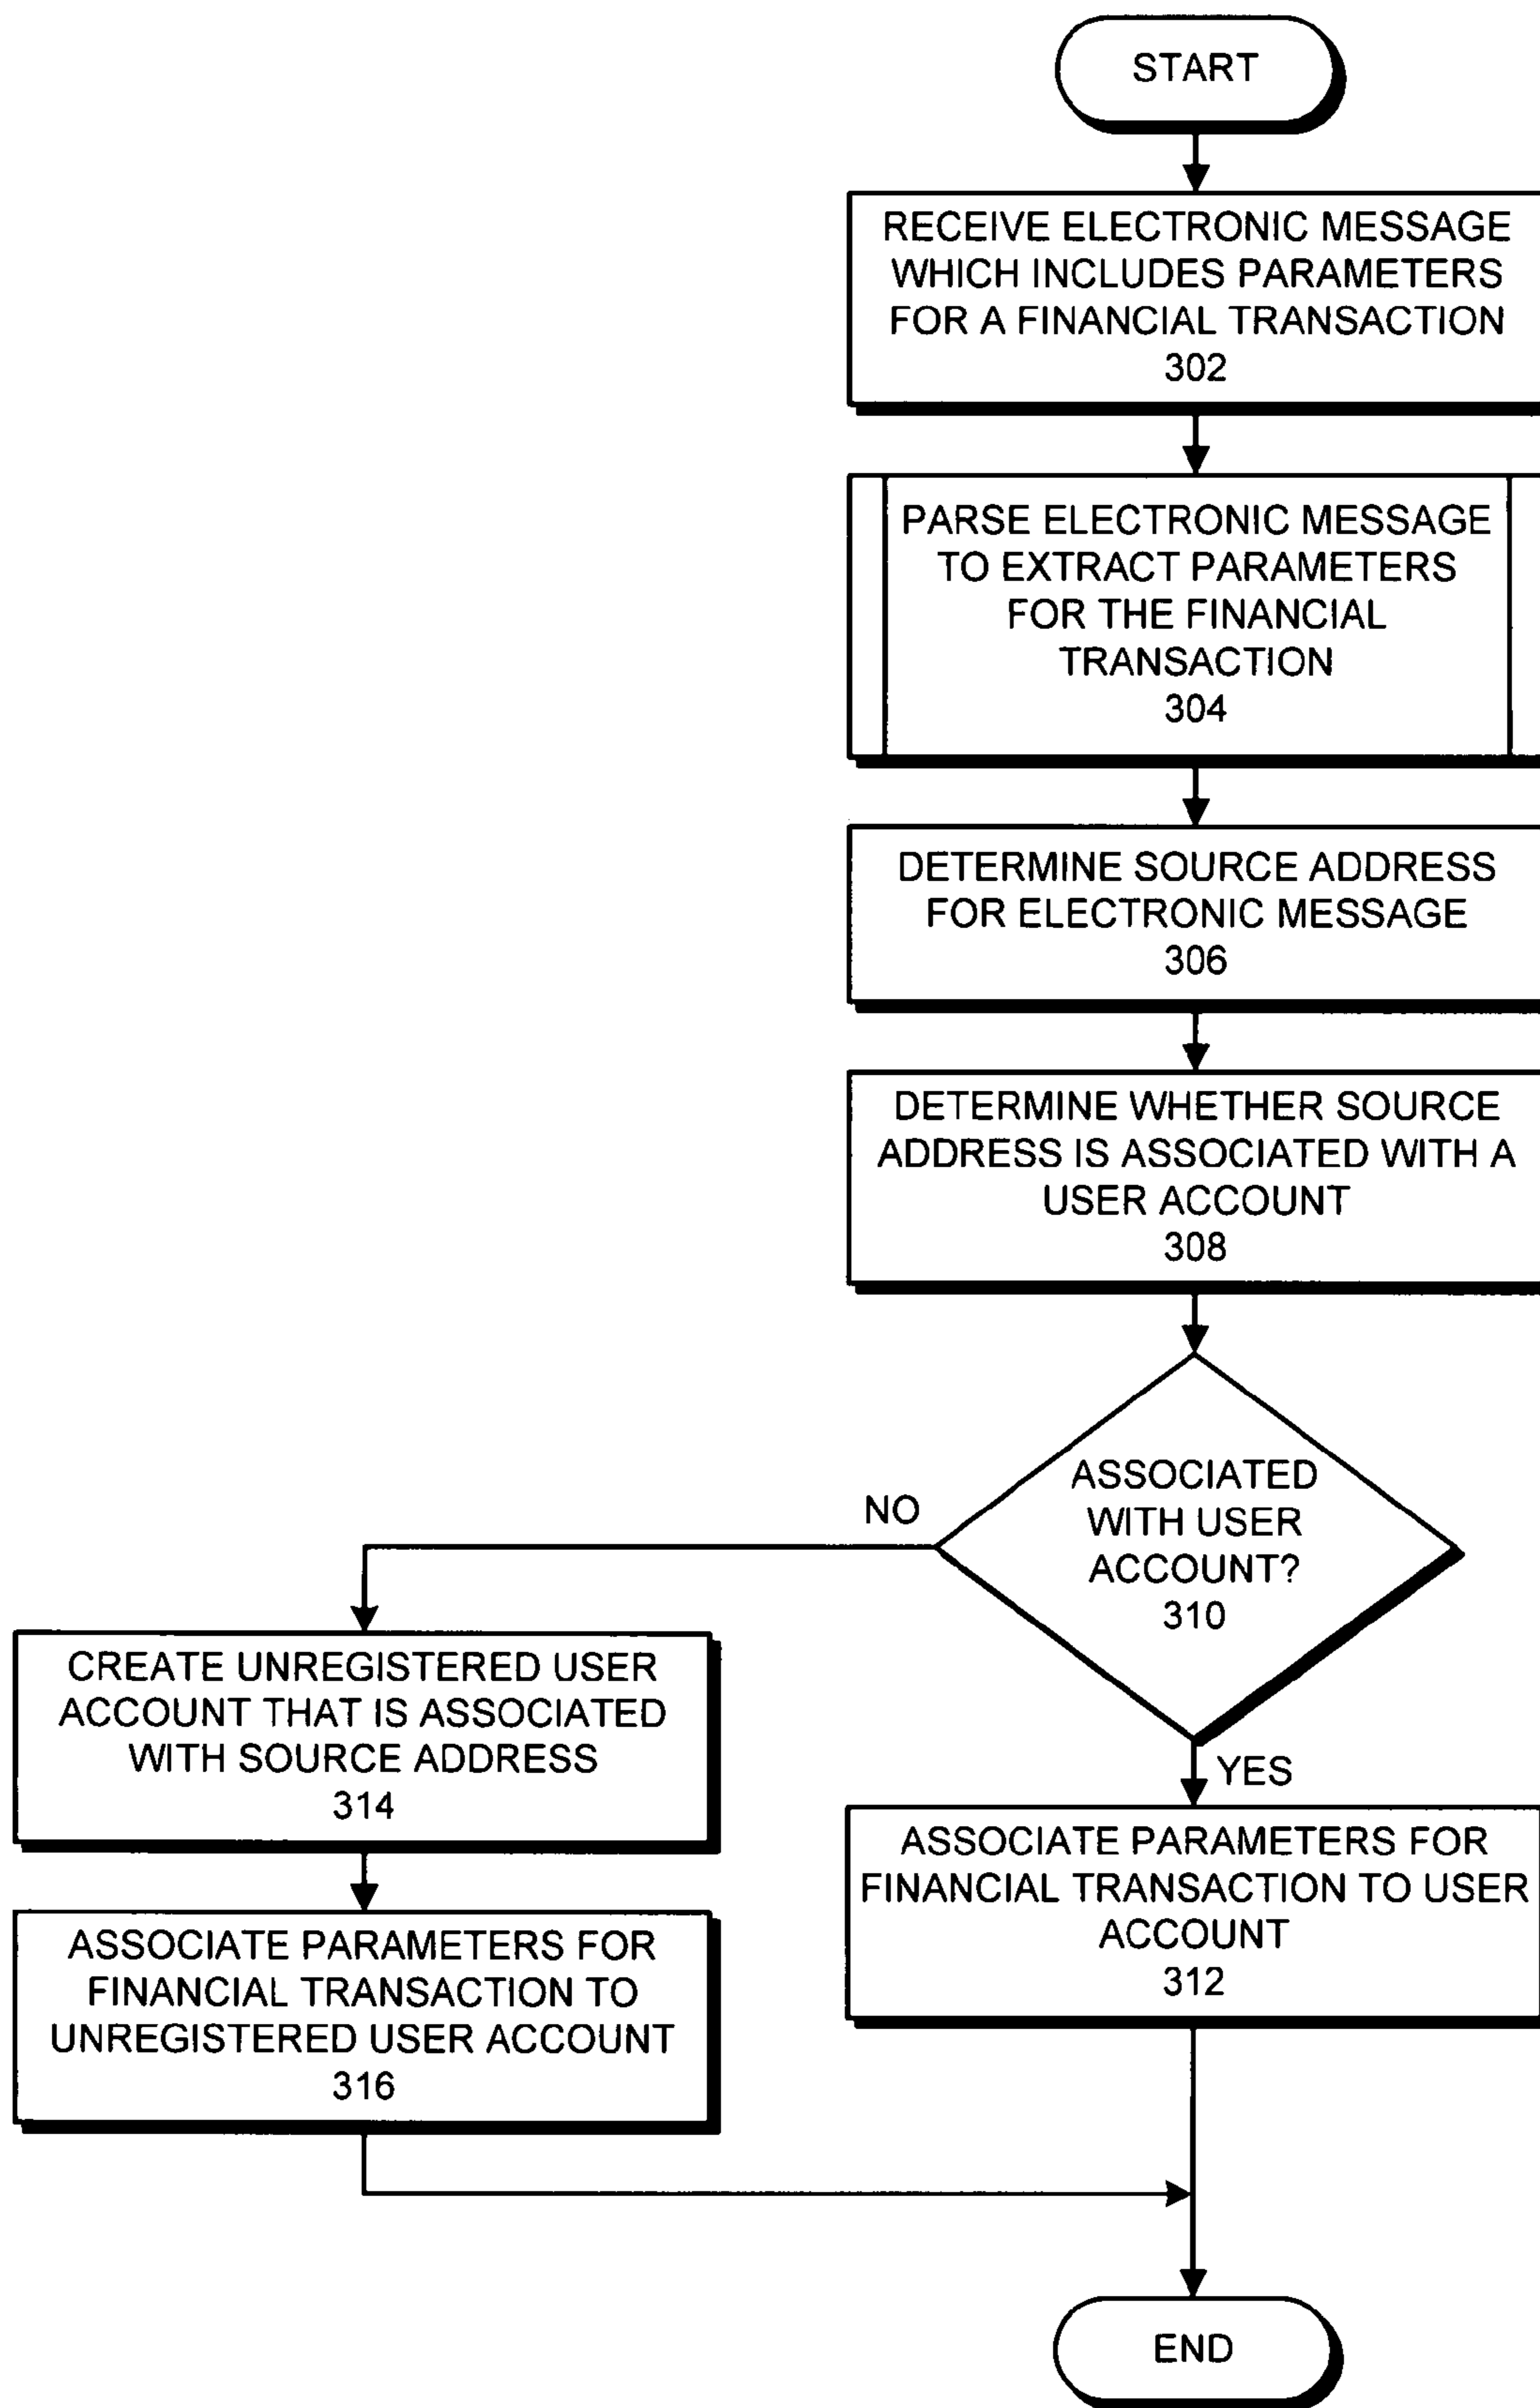 START
RECEIVE ELECTRONIC MESSAGE
WHICH INCLUDES PARAMETERS
FOR A FINANCIAL TRANSACTION
302
PARSE ELECTRONIC MESSAGE
TO EXTRACT PARAMETERS
FOR THE FINANCIAL
TRANSACTION
304
DETERMINE SOURCE ADDRESS
FOR ELECTRONIC MESSAGE
306
DETERMINE WHETHER SOURCE
ADDRESS IS ASSOCIATED WITH A
USER ACCOUNT
308
ASSOCIATED
WITH USER
ACCOUNT?
310
NO
CREATE UNREGISTERED USER
ACCOUNT THAT IS ASSOCIATED
WITH SOURCE ADDRESS
314
ASSOCIATE PARAMETERS FOR
FINANCIAL TRANSACTION TO
UNREGISTERED USER ACCOUNT
316
YES
ASSOCIATE PARAMETERS FOR
FINANCIAL TRANSACTION TO USER
ACCOUNT
312
END